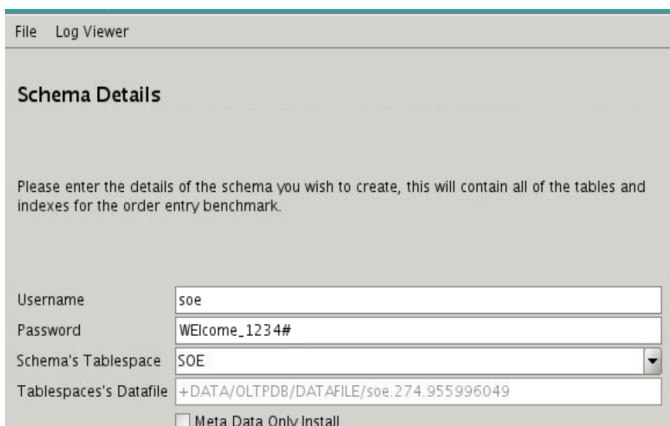 File Log Viewer
Schema Details
Please enter the details of the schema you wish to create, this will contain all of the tables and
indexes for the order entry benchmark.
Username soe
Password WElcome_1234#
Schema's Tablespace SOE
Tablespaces's Datafile +DATA/OLTPDB/DATAFILE/soe.274.955996049
Meta Data Only Install